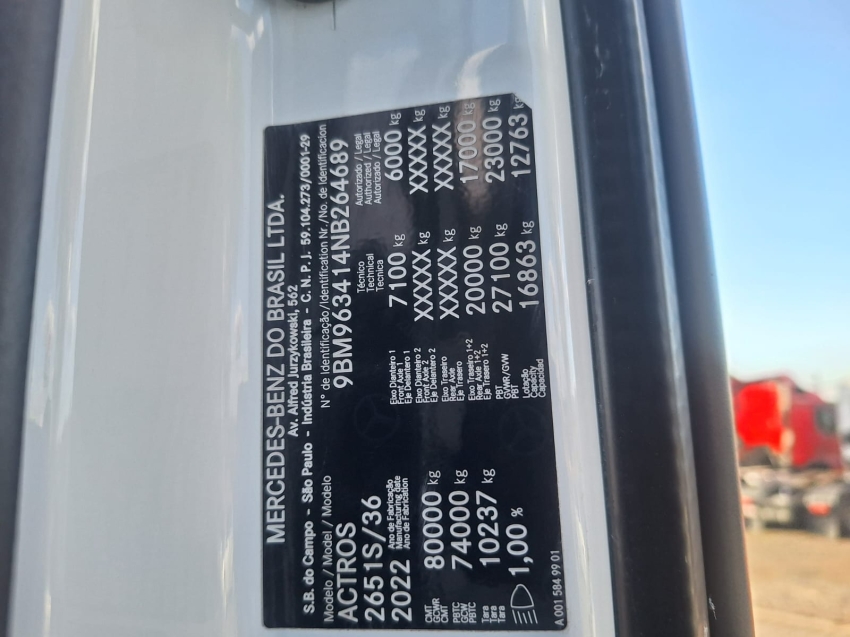 MERCEDES-BENZ DO BRASIL LTDA.
Av. Alfred Jurzykowski, 562
S.B. do Campo - São Paulo - Indústria Brasileira - C. N. P. J. 59.104.273/0001-29
Modelo / Model / Modelo
N° de Identificação/Identification Nr./No. de Identificacion
ACTROS
9BM963414NB264689
2651S/36
2022 Ano de Fabricação
Manufacturing date
Ano de Fabrication
Técnico Autorizado / Legal
Technical Authorized / Legal
Tecnica Autorizado / Legal
Eixo Dianteiro 1
Front Axle 1
Eje Delantero 1
7100 kg 6000 kg
CMT
GCWR
CMT
80000 kg
Eixo Dianteiro 2
Front Axle 2
Eje Delantero 2
XXXXX kg XXXXX kg
PBTC
GCW
PBTC
74000 kg
Eixo Traseiro
Rear Axle
Eje Trasero
XXXXX kg XXXXX kg
Tara
Tara
Tara
10237 kg
Eixo Traseiro 1+2
Rear Axle 1+2
Eje Trasero 1+2
20000 kg 17000 kg
1,00 %
PBT
GVWR/GVW
PBT
27100 kg 23000 kg
Lotação
Capacity
Capacidad
16863 kg 12763 kg
A 001 584 99 01